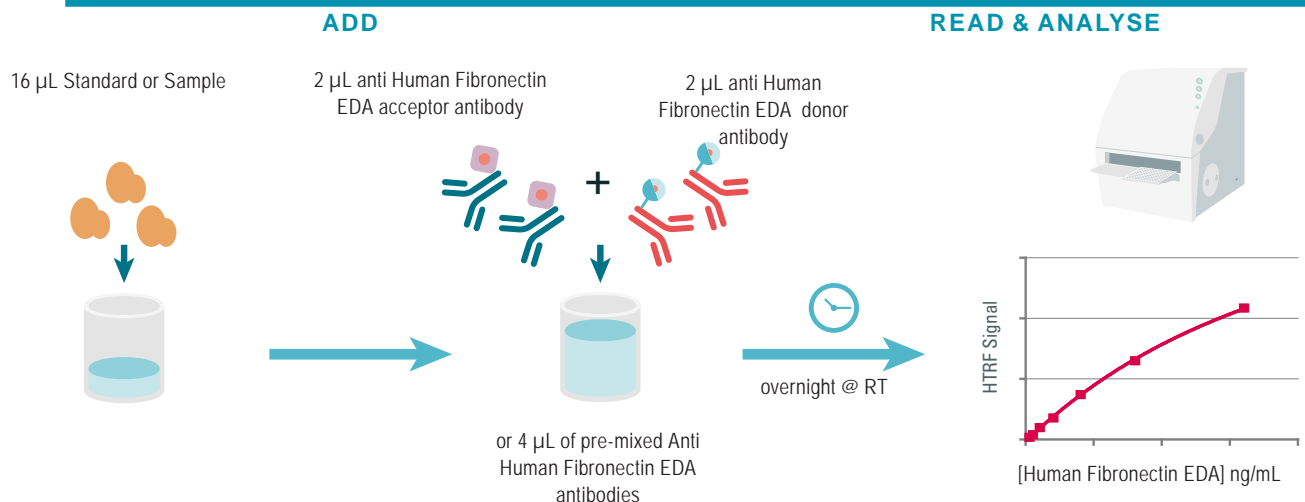 ADD
READ & ANALYSE
16 µL Standard or Sample
2 µL anti Human Fibronectin
EDA acceptor antibody
2 µL anti Human
Fibronectin EDA donor
antibody
+
overnight @ RT
or 4 µL of pre-mixed Anti
Human Fibronectin EDA
antibodies
HTRF Signal
[Human Fibronectin EDA] ng/mL